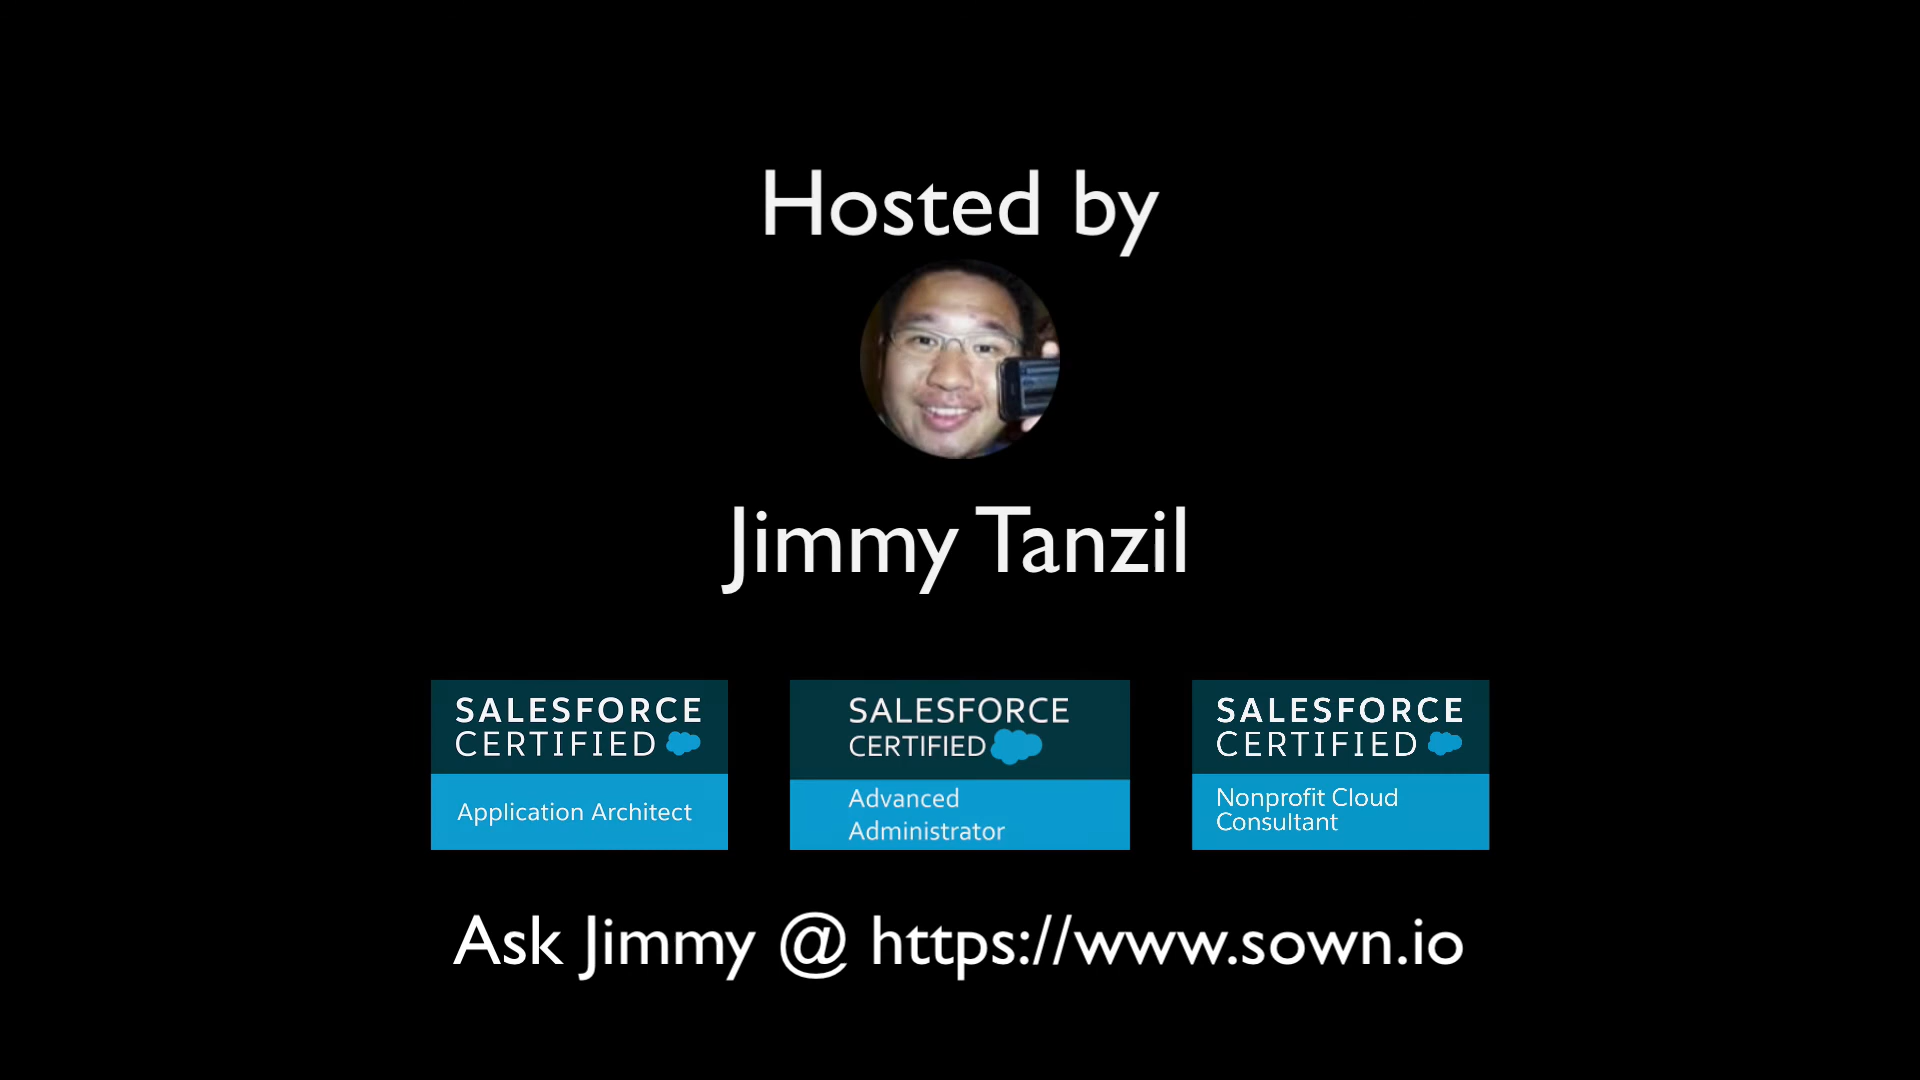 Hosted by
Jimmy Tanzil
SALESFORCE
CERTIFIED
Application Architect
SALESFORCE
CERTIFIED
Advanced
Administrator
SALESFORCE
CERTIFIED
Nonprofit Cloud
Consultant
Ask Jimmy @ https://www.sown.io